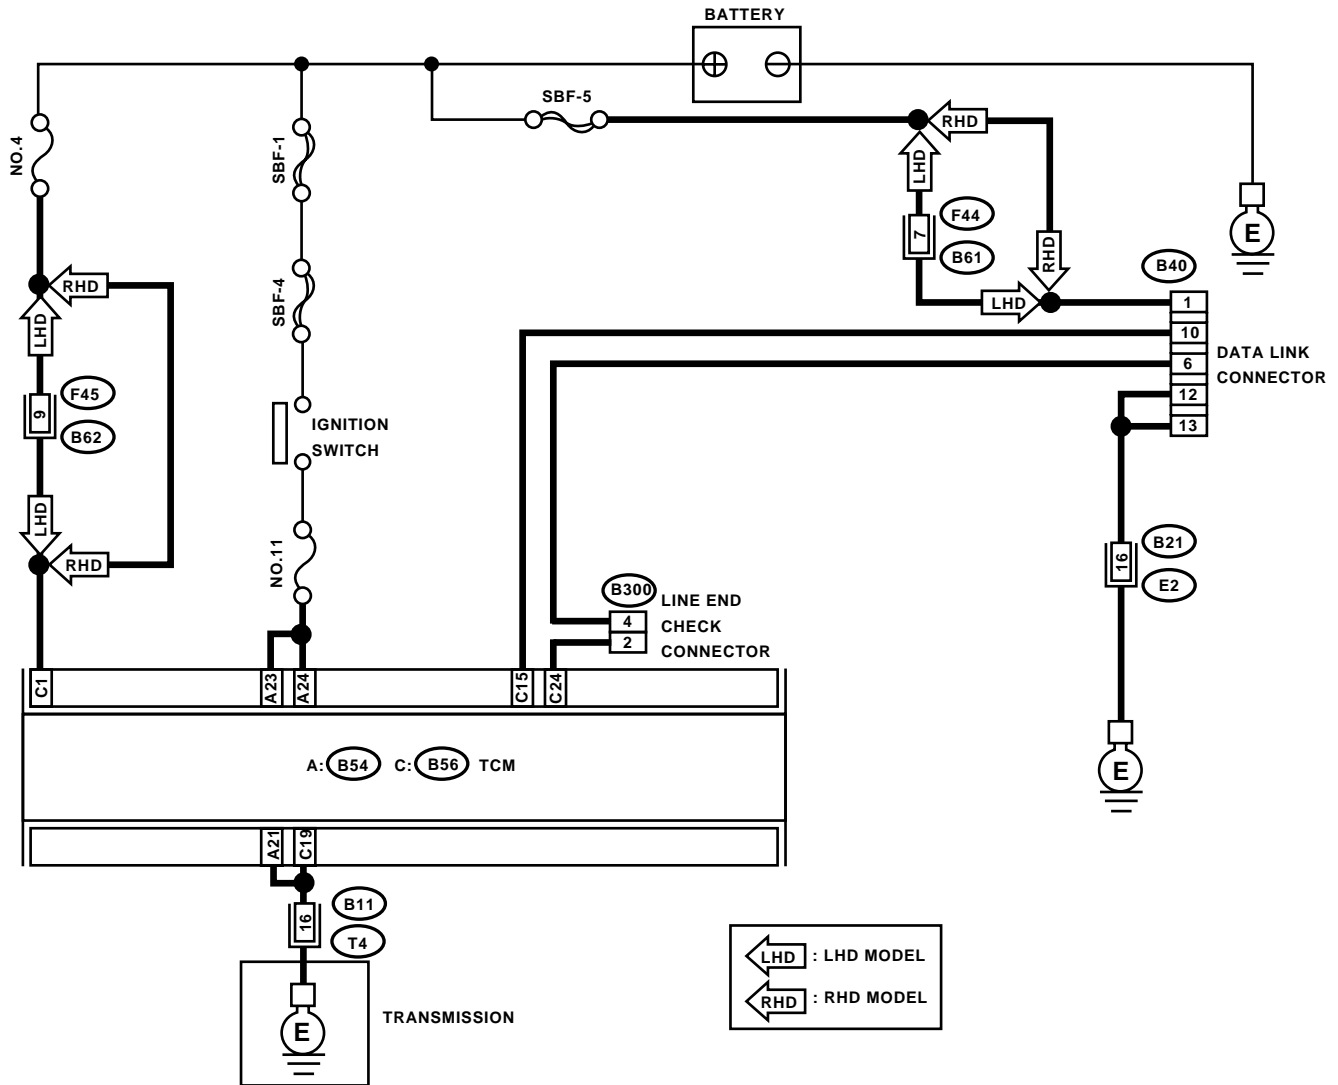 BATTERY
SBF-5
NO.4
SBF-1
RHD
LHD
F44
7
B61
RHD
E
B40
SBF-4
RHD
LHD
LHD
1
10
6
12
13
DATA LINK
CONNECTOR
F45
9
B62
IGNITION
SWITCH
LHD
RHD
NO.11
B21
16
E2
B300
4
2
LINE END
CHECK
CONNECTOR
C1
A23
A24
C15
C24
A: B54 C: B56 TCM
E
A21
C19
B11
16
T4
E
TRANSMISSION
LHD : LHD MODEL
RHD : RHD MODEL